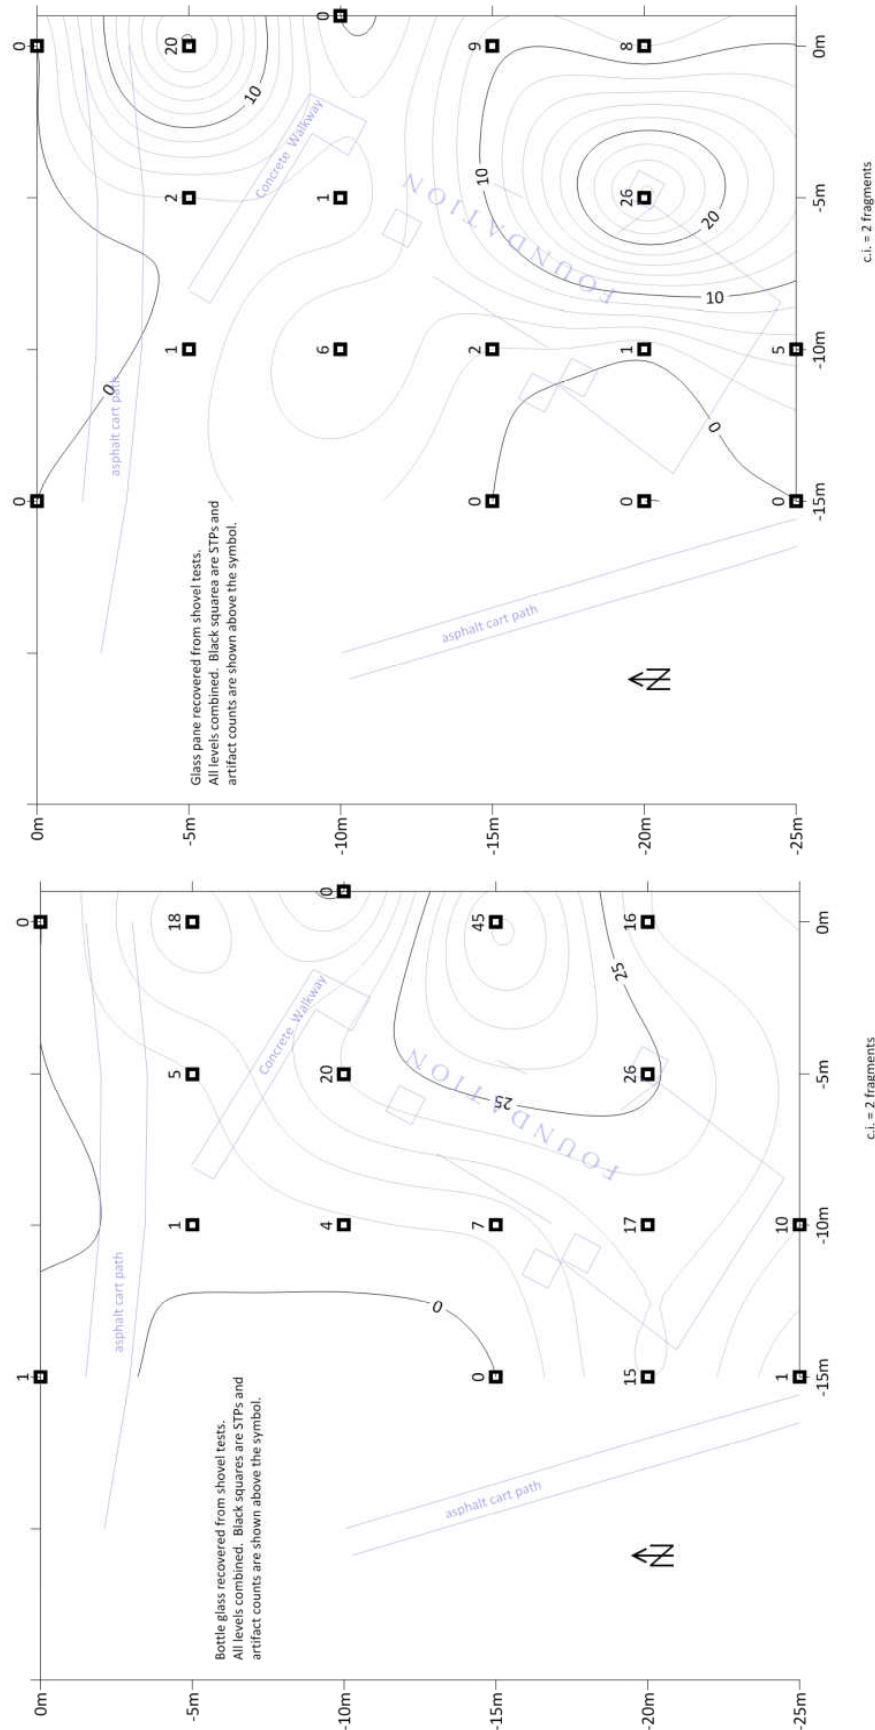 0m
1
0
asphalt cart path
-5m
1
5
18
Bottle glass recovered from shovel tests.
All levels combined. Black squares are STPs and
artifact counts are shown above the symbol.
Concrete Walkway
-10m
4
20
0
0
FOUNDATION
asphalt cart path
-15m
0
7
45
25
25
-20m
15
17
26
16
N
-25m
1
10
-15m
-10m
-5m
0m
c.i. = 2 fragments
0m
0
0
asphalt cart path
0
-5m
1
2
20
Glass pane recovered from shovel tests.
All levels combined. Black squarea are STPs and
artifact counts are shown above the symbol.
10
Concrete Walkway
-10m
6
1
0
FOUNDATION
asphalt cart path
10
-15m
0
2
9
-20m
0
1
26
8
N
20
10
0
-25m
0
5
-15m
-10m
-5m
0m
c.i. = 2 fragments